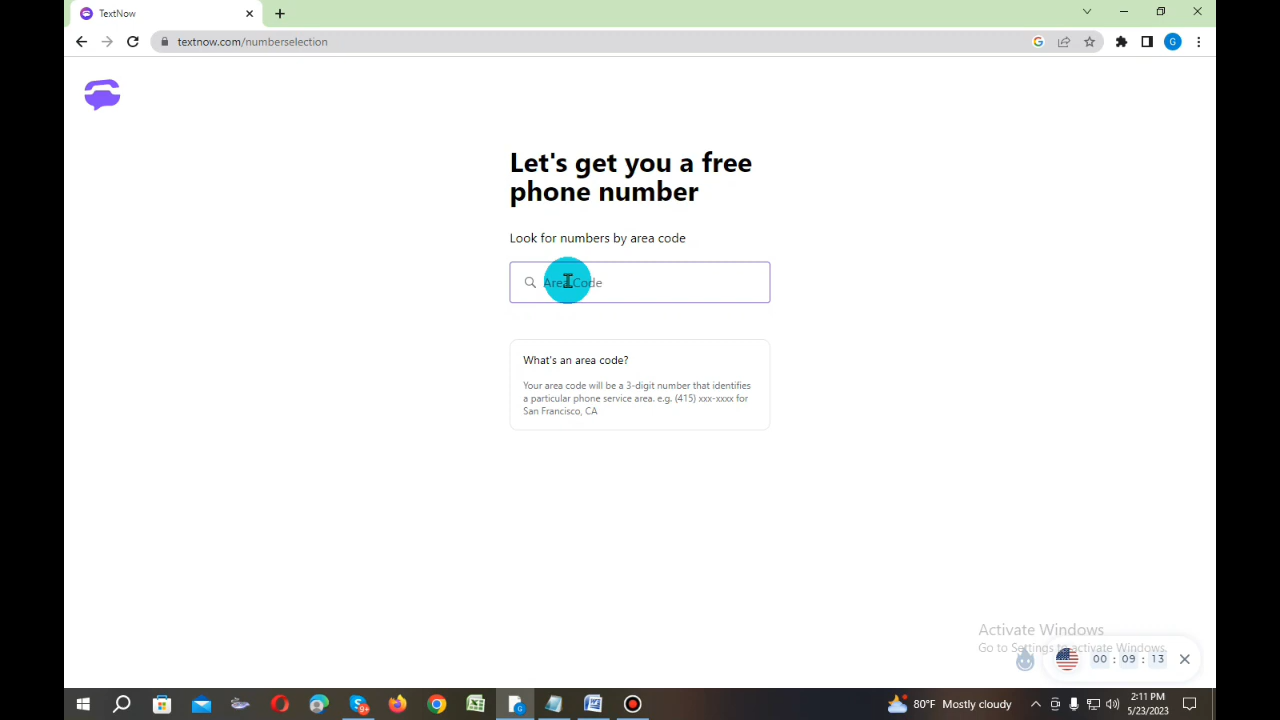 TextNow
textnow.com/numberselection
G
Let's get you a free
phone number
Look for numbers by area code
Area Code
What's an area code?
Your area code will be a 3-digit number that identifies
a particular phone service area. e.g. (415) xxx-xxxx for
San Francisco, CA
Activate Windows
Go to Settings to activate Windows.
00 : 09 : 13
80°F Mostly cloudy
2:11 PM
5/23/2023